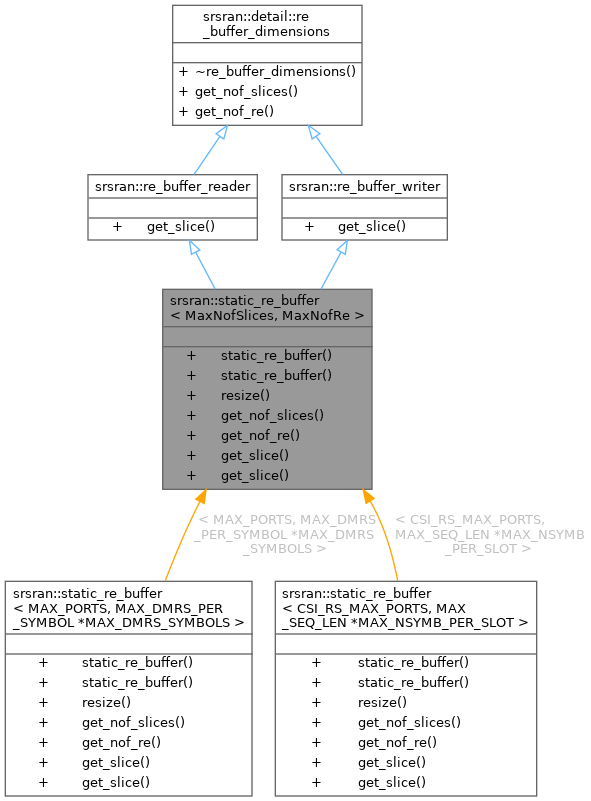 srsran::detail::re
_buffer_dimensions
+ ~re_buffer_dimensions()
+ get_nof_slices()
+ get_nof_re()
srsran::re_buffer_reader
+ get_slice()
srsran::re_buffer_writer
+ get_slice()
srsran::static_re_buffer
< MaxNofSlices, MaxNofRe >
+ static_re_buffer()
+ static_re_buffer()
+ resize()
+ get_nof_slices()
+ get_nof_re()
+ get_slice()
+ get_slice()
< MAX_PORTS, MAX_DMRS
_PER_SYMBOL *MAX_DMRS
_SYMBOLS >
< CSI_RS_MAX_PORTS,
MAX_SEQ_LEN *MAX_NSYMB
_PER_SLOT >
srsran::static_re_buffer
< MAX_PORTS, MAX_DMRS_PER
_SYMBOL *MAX_DMRS_SYMBOLS >
+ static_re_buffer()
+ static_re_buffer()
+ resize()
+ get_nof_slices()
+ get_nof_re()
+ get_slice()
+ get_slice()
srsran::static_re_buffer
< CSI_RS_MAX_PORTS, MAX
_SEQ_LEN *MAX_NSYMB_PER_SLOT >
+ static_re_buffer()
+ static_re_buffer()
+ resize()
+ get_nof_slices()
+ get_nof_re()
+ get_slice()
+ get_slice()